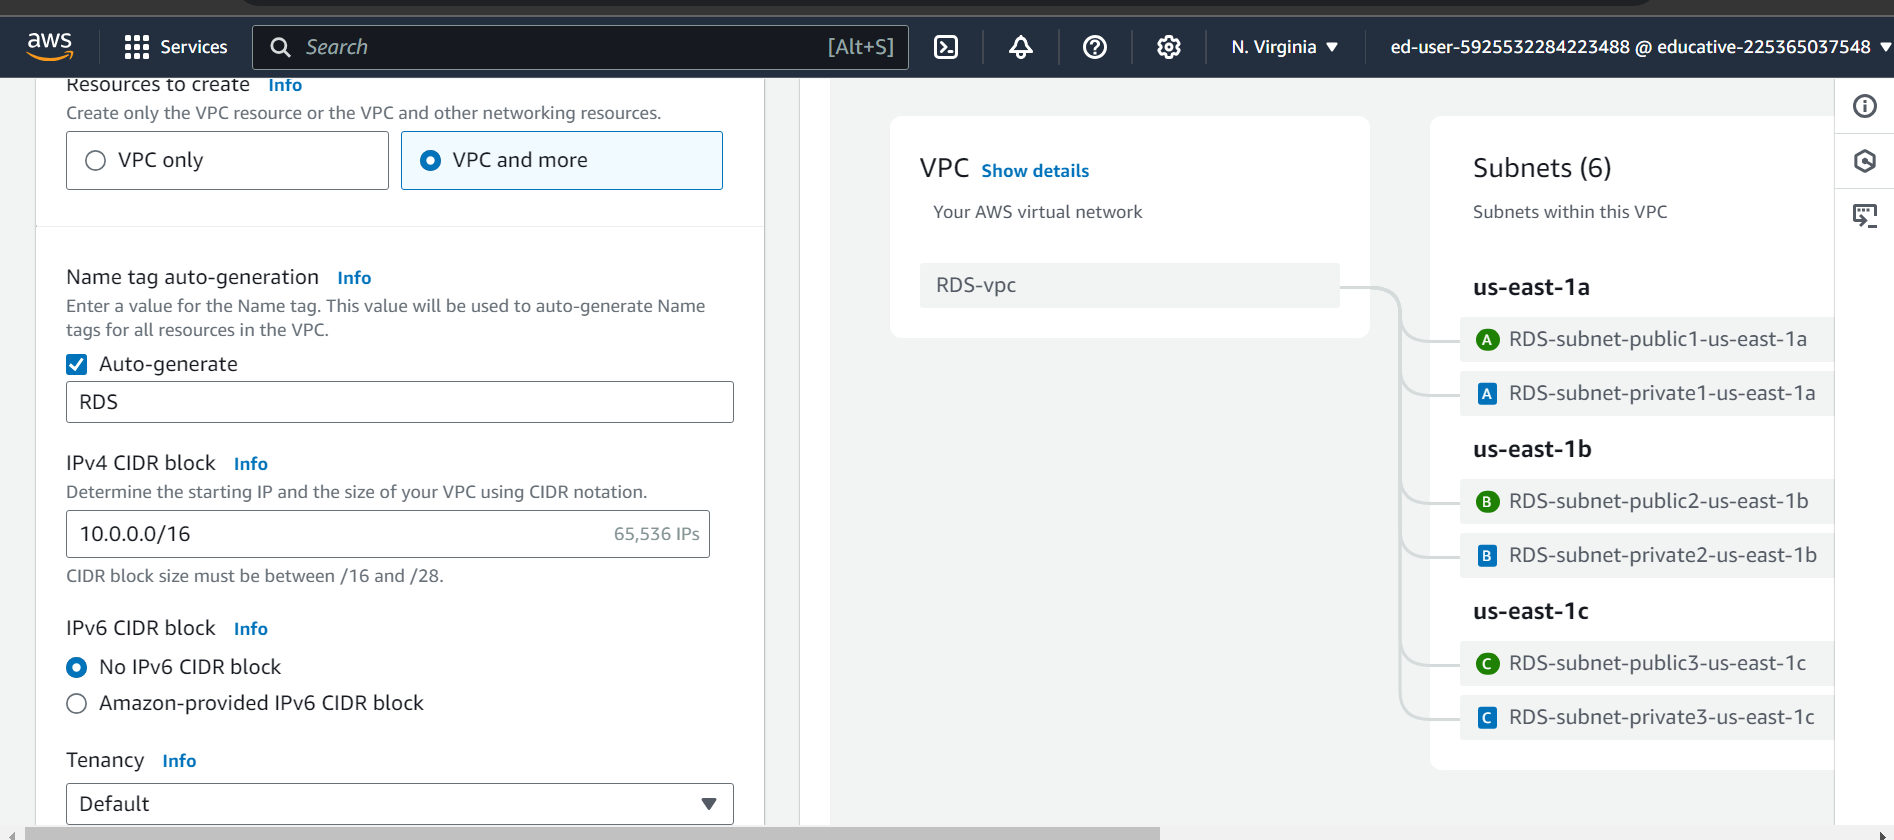 aws
Services
Search
[Alt+S]
N. Virginia
ed-user-5925532284223488 @ educative-225365037548
Resources to create Info
Create only the VPC resource or the VPC and other networking resources.
VPC only
VPC and more
Name tag auto-generation Info
Enter a value for the Name tag. This value will be used to auto-generate Name
tags for all resources in the VPC.
Auto-generate
RDS
IPv4 CIDR block Info
Determine the starting IP and the size of your VPC using CIDR notation.
10.0.0.0/16
65,536 IPs
CIDR block size must be between /16 and /28.
IPv6 CIDR block Info
No IPv6 CIDR block
Amazon-provided IPv6 CIDR block
Tenancy Info
Default
VPC Show details
Your AWS virtual network
RDS-vpc
Subnets (6)
Subnets within this VPC
us-east-1a
A RDS-subnet-public1-us-east-1a
A RDS-subnet-private1-us-east-1a
us-east-1b
B RDS-subnet-public2-us-east-1b
B RDS-subnet-private2-us-east-1b
us-east-1c
C RDS-subnet-public3-us-east-1c
C RDS-subnet-private3-us-east-1c